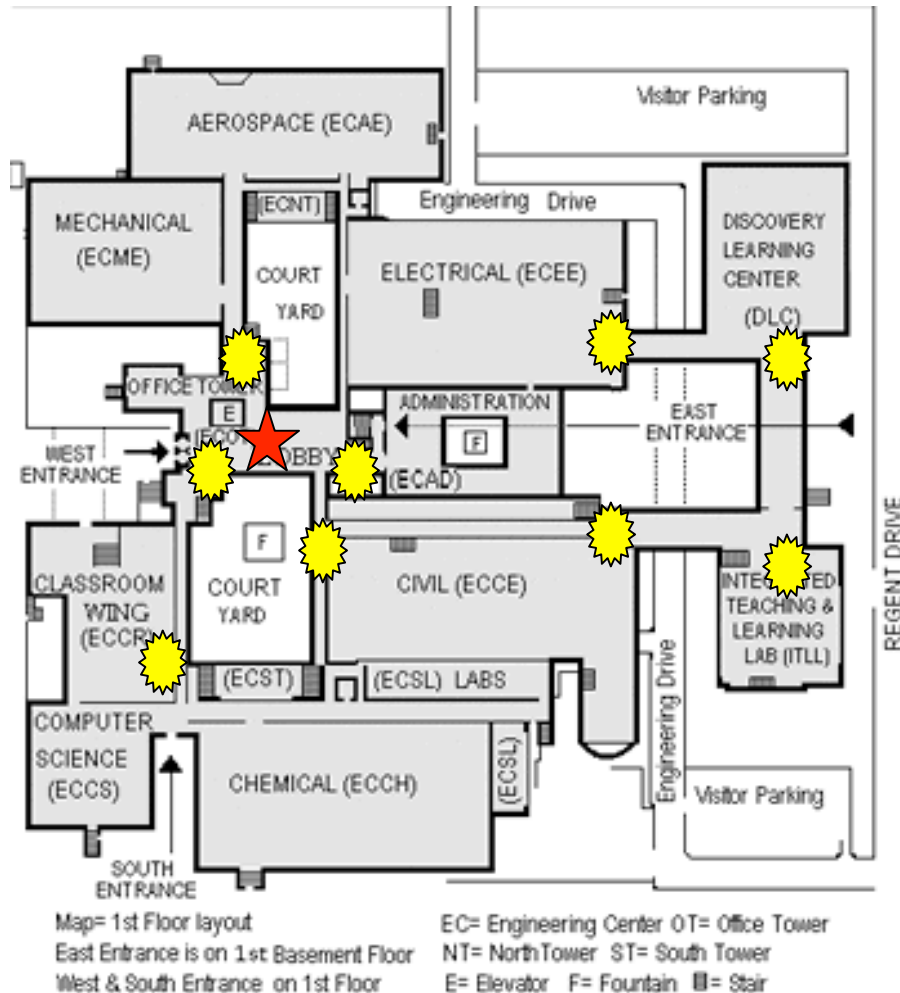 Visitor Parking
AEROSPACE (ECAE)
(ECNT)
Engineering Drive
MECHANICAL
(ECME)
COURT
YARD
ELECTRICAL (ECEE)
DISCOVERY
LEARNING
CENTER
(DLC)
OFFICE TOWER
E
(ECOT)
LOBBY
ADMINISTRATION
F
(ECAD)
EAST
ENTRANCE
WEST
ENTRANCE
F
COURT
YARD
CLASSROOM
WING
(ECCR)
CIVIL (ECCE)
INTEGRATED
TEACHING &
LEARNING
LAB (ITLL)
REGENT DRIVE
(ECST)
(ECSL) LABS
COMPUTER
SCIENCE
(ECCS)
CHEMICAL (ECCH)
(ECSL)
Engineering Drive
Visitor Parking
SOUTH
ENTRANCE
Map= 1st Floor layout
East Entrance is on 1st Basement Floor
West & South Entrance on 1st Floor
EC= Engineering Center OT= Office Tower
NT= NorthTower ST= South Tower
E= Elevator F= Fountain = Stair